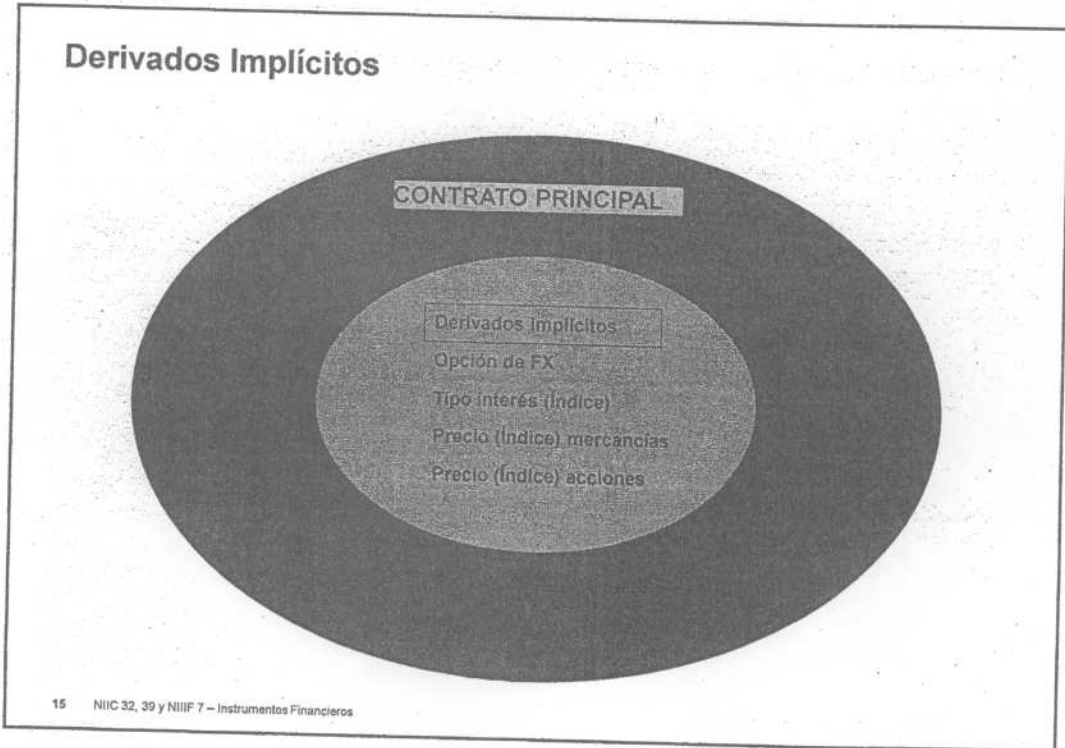 Derivados Implícitos
CONTRATO PRINCIPAL
Derivados Implícitos
Opción de FX
Tipo interés (Índice)
Precio (Índice) mercancías
Precio (Índice) acciones
15 NIIC 32, 39 y NIIIF 7 – Instrumentos Financieros